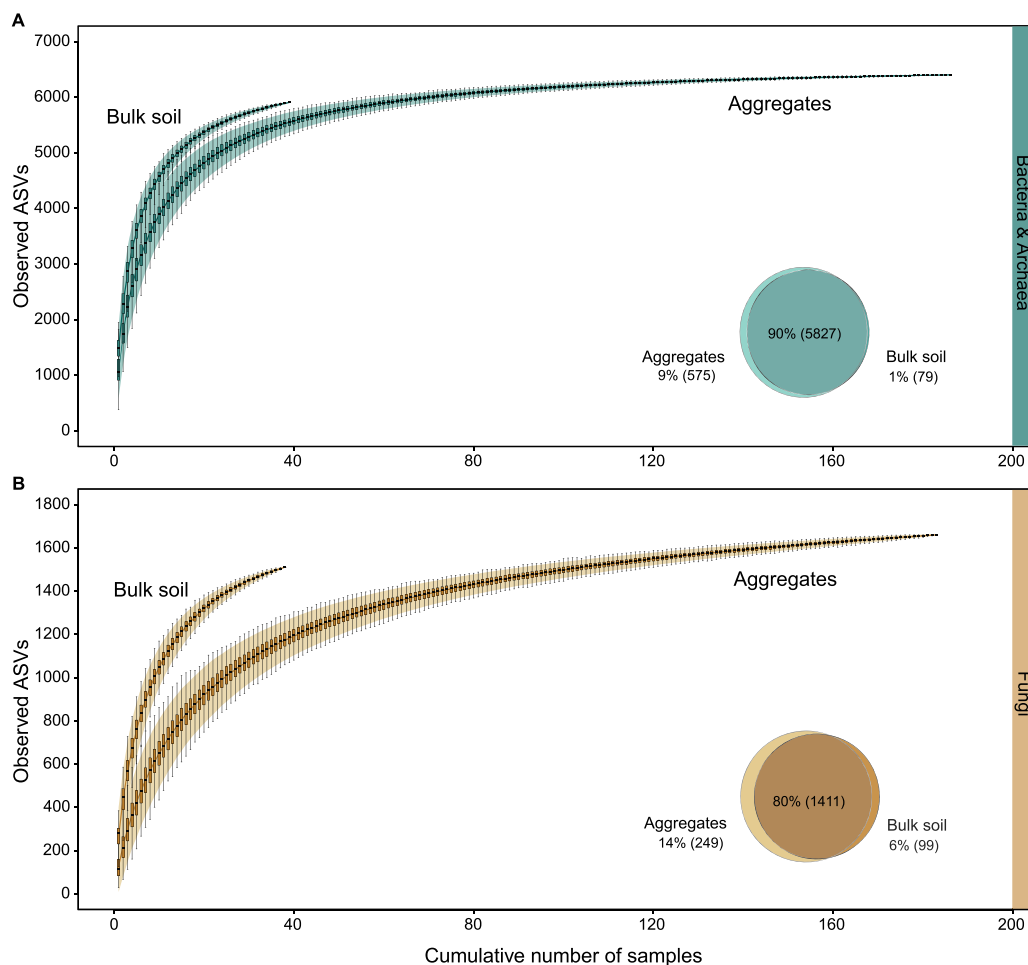 A
7000
6000
5000
4000
3000
2000
1000
0
Observed ASVs
Bulk soil
Aggregates
90% (5827)
Aggregates
9% (575)
Bulk soil
1% (79)
Bacteria & Archaea
0 40 80 120 160 200
B
1800
1600
1400
1200
1000
800
600
400
200
0
Observed ASVs
Bulk soil
Aggregates
80% (1411)
Aggregates
14% (249)
Bulk soil
6% (99)
Fungi
0 40 80 120 160 200
Cumulative number of samples